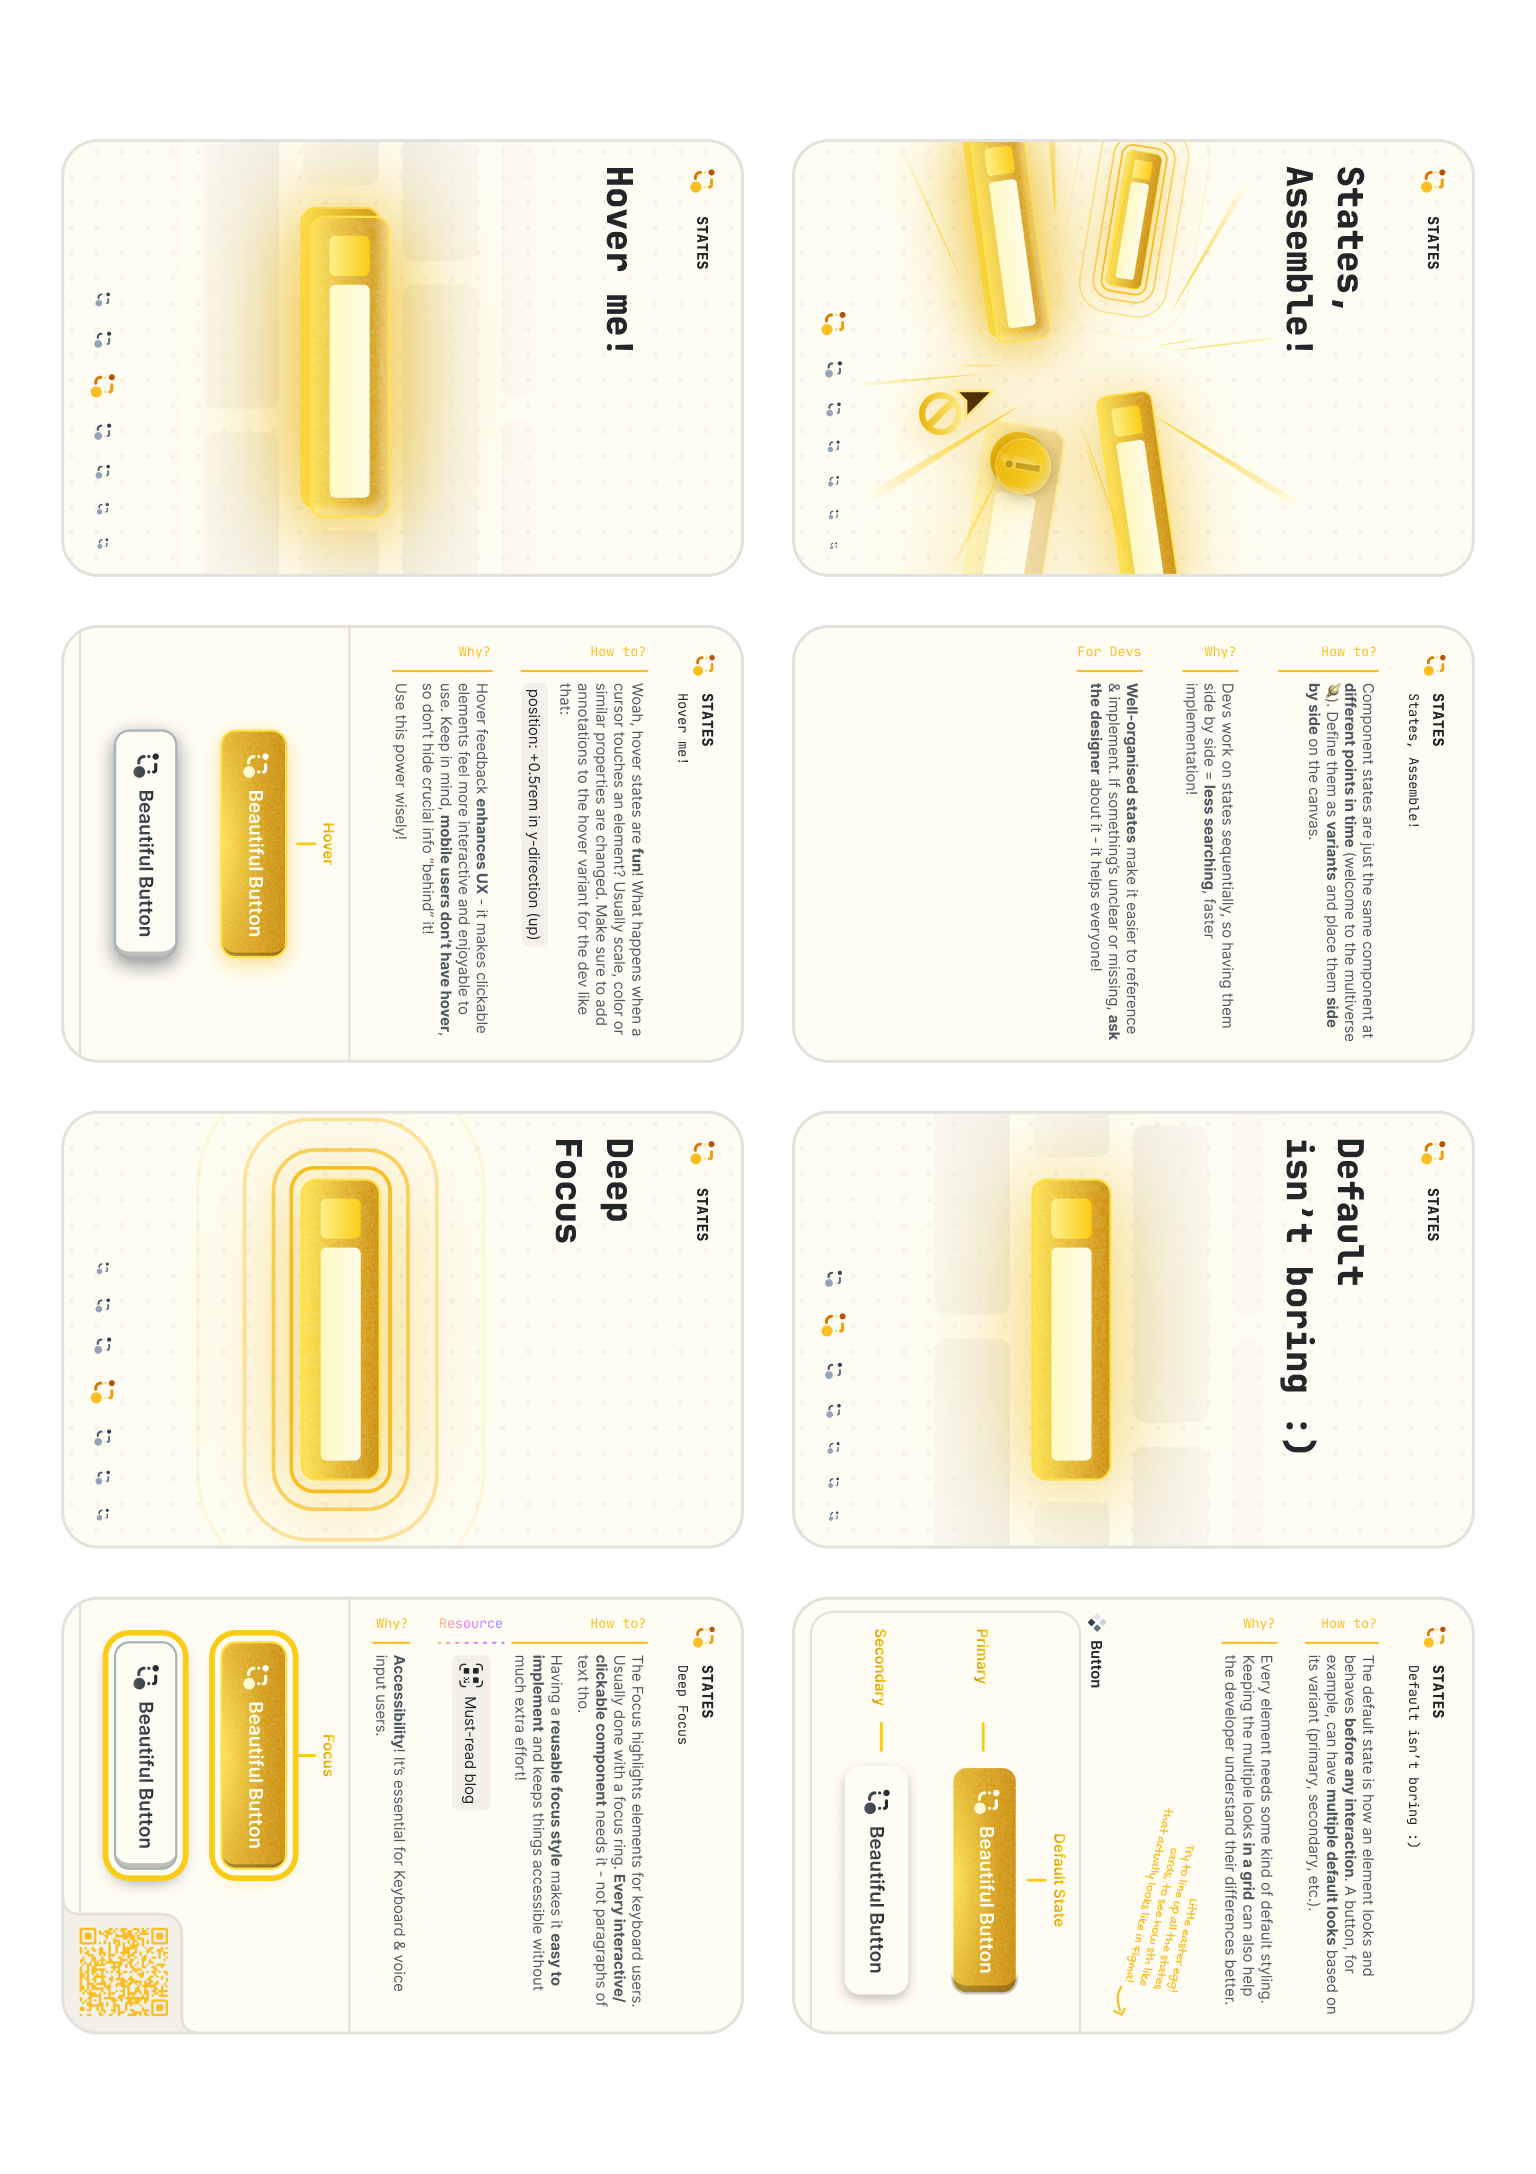 STATES
States,
Assemble!
STATES
States, Assemble!
How to?
Component states are just the same component at
different points in time (welcome to the multiverse
). Define them as variants and place them side
by side on the canvas.
Why?
Devs work on states sequentially, so having them
side by side = less searching, faster
implementation!
For Devs
Well-organised states make it easier to reference
& implement. If something's unclear or missing, ask
the designer about it - it helps everyone!
STATES
Default
isn't boring :)
STATES
Default isn't boring :)
How to?
The default state is how an element looks and
behaves before any interaction. A button, for
example, can have multiple default looks based on
its variant (primary, secondary, etc.).
Why?
Every element needs some kind of default styling.
Keeping the multiple looks in a grid can also help
the developer understand their differences better.
Little easter egg!
Try to line up all the states
cards, to see how sth like
that actually looks like in Figma!
Button
Default State
Primary
Beautiful Button
Secondary
Beautiful Button
STATES
Hover me!
STATES
Hover me!
How to?
Woah, hover states are fun! What happens when a
cursor touches an element? Usually scale, color or
similar properties are changed. Make sure to add
annotations to the hover variant for the dev like
that:
position: +0.5rem in y-direction (up)
Why?
Hover feedback enhances UX - it makes clickable
elements feel more interactive and enjoyable to
use. Keep in mind, mobile users don't have hover,
so don't hide crucial info "behind" it!
Use this power wisely!
Hover
Beautiful Button
Beautiful Button
STATES
Deep
Focus
STATES
Deep Focus
How to?
The Focus highlights elements for keyboard users.
Usually done with a focus ring. Every interactive/
clickable component needs it - not paragraphs of
text tho.
Having a reusable focus style makes it easy to
implement and keeps things accessible without
much extra effort!
Resource
Must-read blog
Why?
Accessibility! It's essential for Keyboard & voice
input users.
Focus
Beautiful Button
Beautiful Button